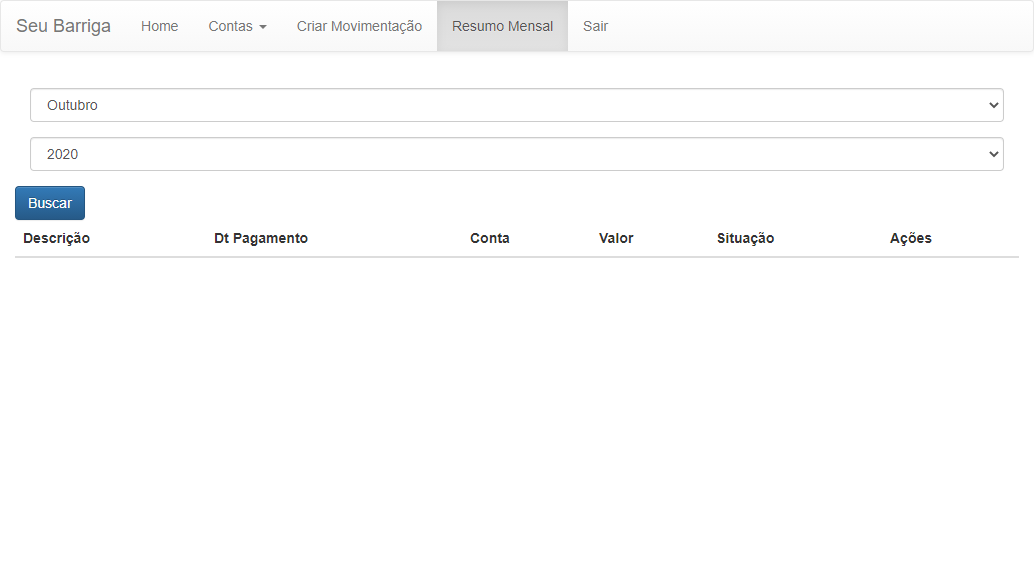 Seu Barriga Home Contas Criar Movimentação Resumo Mensal Sair
Outubro
2020
Buscar
Descrição Dt Pagamento Conta Valor Situação Ações